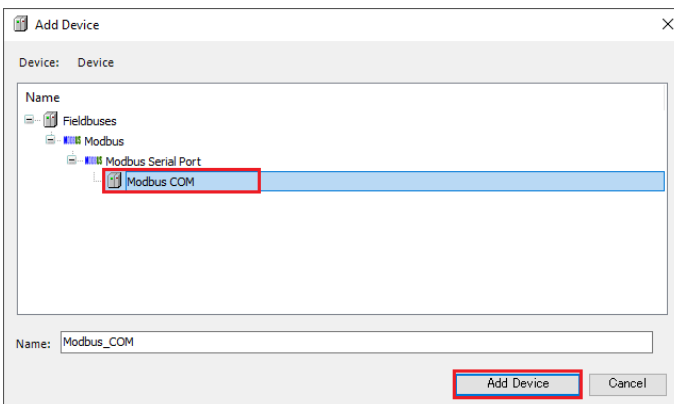 Add Device
Device: Device
Name
Fieldbuses
Modbus
Modbus Serial Port
Modbus COM
Name: Modbus_COM
Add Device Cancel